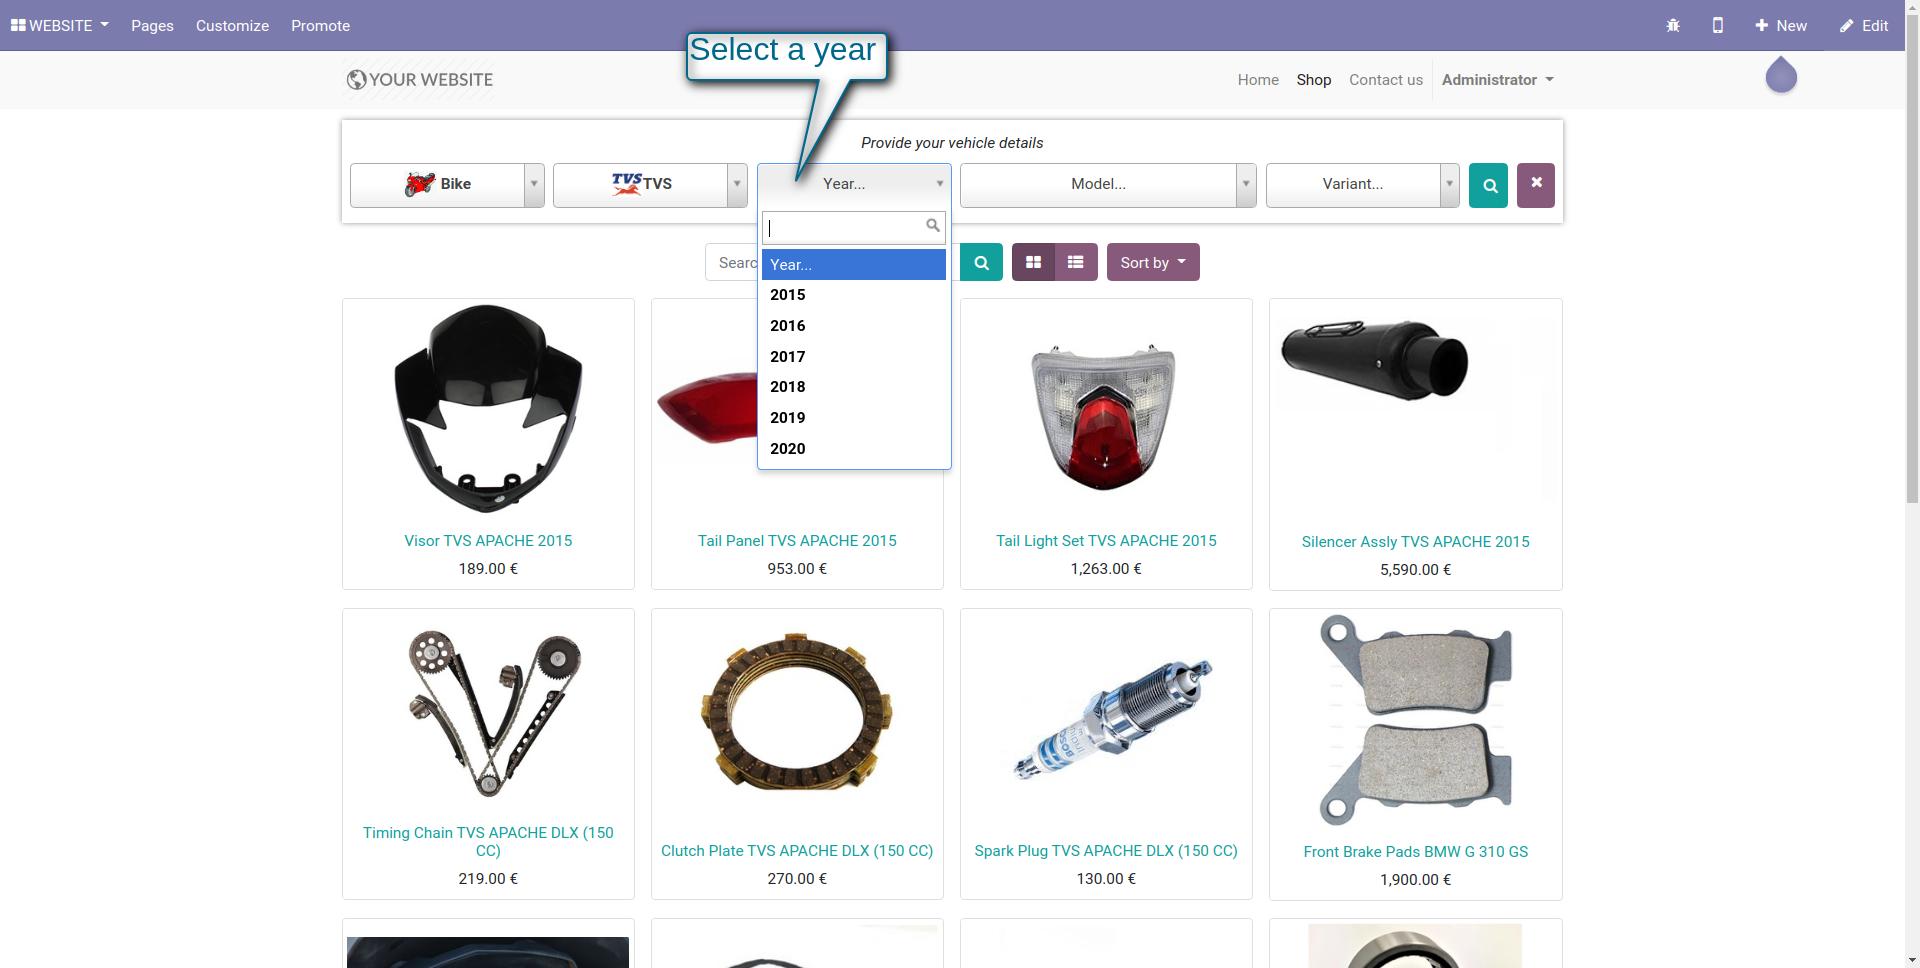 WEBSITE Pages Customize Promote New Edit
Select a year
YOUR WEBSITE Home Shop Contact us Administrator
Provide your vehicle details
Bike TVS TVS Year... Model... Variant...
Searc Sort by
Year...
2015
2016
2017
2018
2019
2020
Visor TVS APACHE 2015
189.00 €
Tail Panel TVS APACHE 2015
953.00 €
Tail Light Set TVS APACHE 2015
1,263.00 €
Silencer Assly TVS APACHE 2015
5,590.00 €
BOSCH
Timing Chain TVS APACHE DLX (150
CC)
219.00 €
Clutch Plate TVS APACHE DLX (150 CC)
270.00 €
Spark Plug TVS APACHE DLX (150 CC)
130.00 €
Front Brake Pads BMW G 310 GS
1,900.00 €